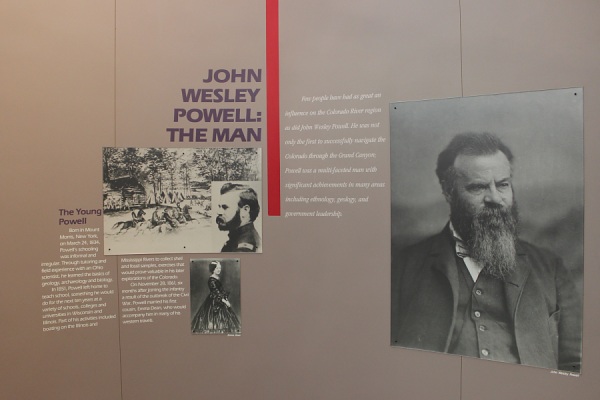 JOHN
WESLEY
POWELL:
THE MAN
Few people have had as great an
influence on the Colorado River region
as did John Wesley Powell. He was not
only the first to successfully navigate the
Colorado through the Grand Canyon;
Powell was a multifaceted man with
significant achievements in many areas
including ethnology, geology, and
government leadership.
The Young
Powell
Born in Mount
Morris, New York,
on March 24, 1834,
Powell's schooling
was informal and
irregular. Through tutoring and
field experience with an Ohio
scientist, he learned the basics of
geology, archaeology and biology.
In 1852, Powell left home to
teach school, something he would
do for the next ten years at a
variety of schools, colleges and
universities in Wisconsin and
Illinois. Part of his activities included
boating on the Illinois and
Mississippi Rivers to collect shell
and fossil samples, exercises that
would prove valuable in his later
explorations of the Colorado.
On November 28, 1861, six
months after joining the infantry
a result of the outbreak of the Civil
War, Powell married his first
cousin, Emma Dean, who would
accompany him in many of his
western travels.
John Wesley Powell